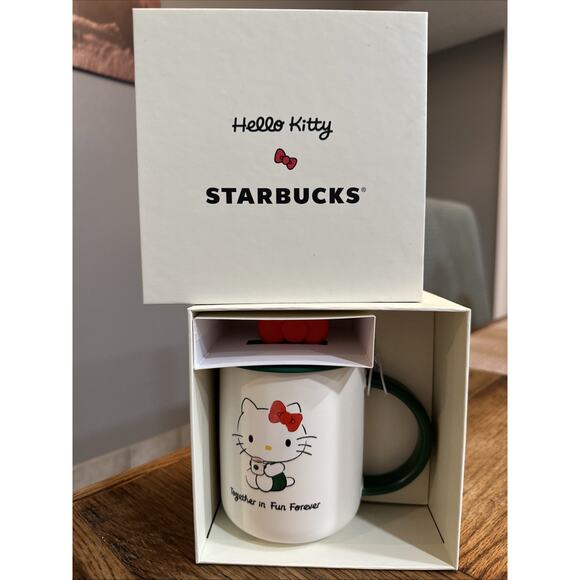 Hello Kitty
STARBUCKS®
Together in Fun Forever